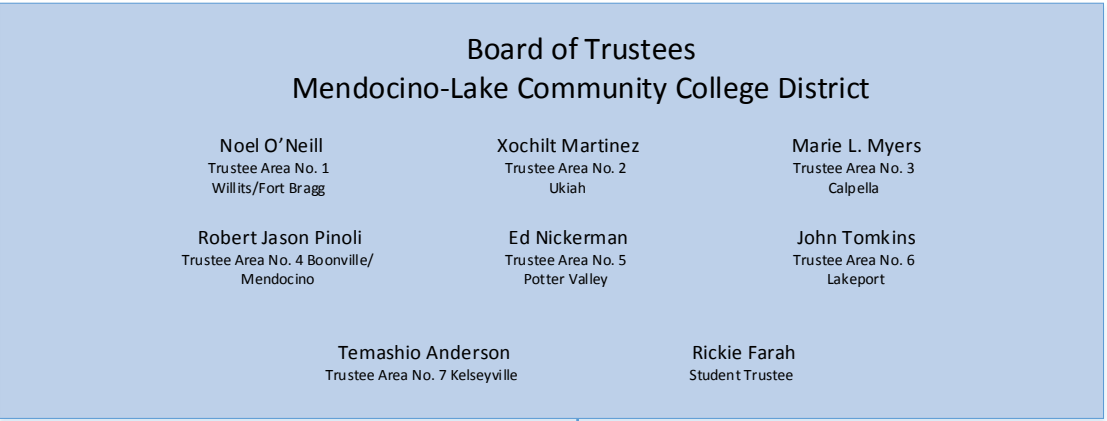 Board of Trustees
Mendocino-Lake Community College District
Noel O’Neill
Trustee Area No. 1
Willits/Fort Bragg
Xochilt Martinez
Trustee Area No. 2
Ukiah
Marie L. Myers
Trustee Area No. 3
Calpella
Robert Jason Pinoli
Trustee Area No. 4 Boonville/
Mendocino
Ed Nickerman
Trustee Area No. 5
Potter Valley
John Tomkins
Trustee Area No. 6
Lakeport
Temashio Anderson
Trustee Area No. 7 Kelseyville
Rickie Farah
Student Trustee